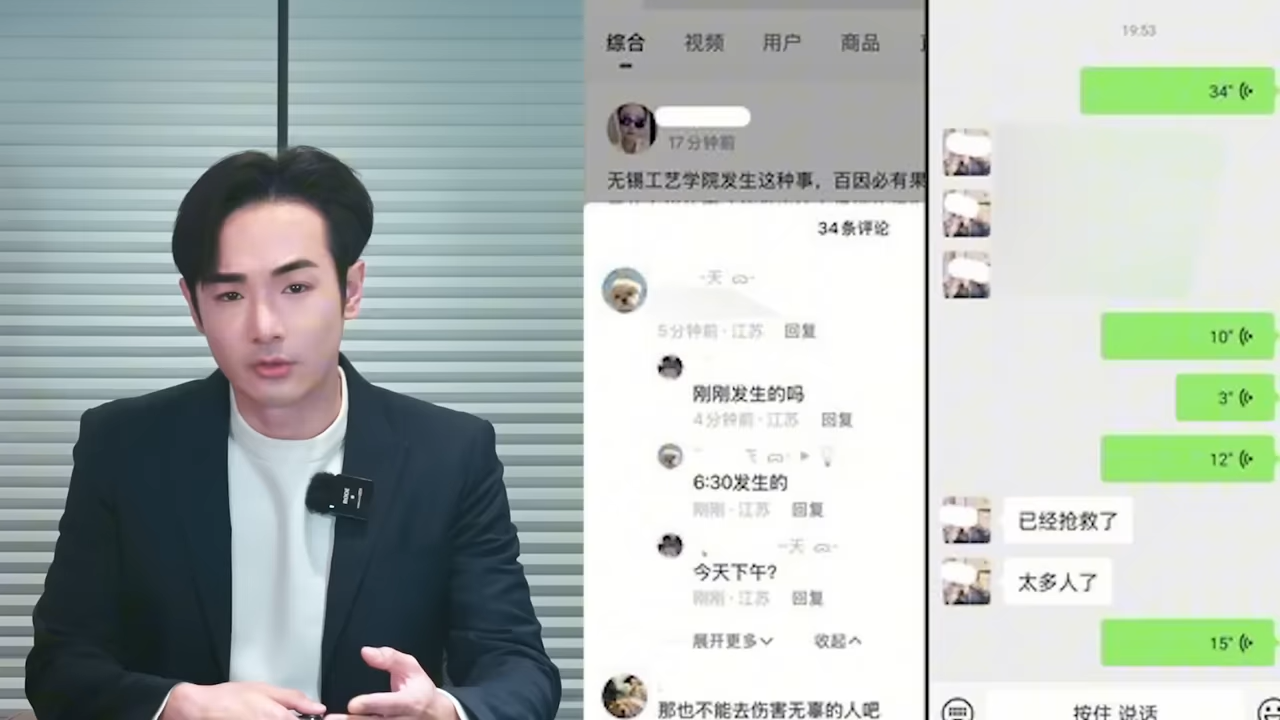 综合 视频 用户 商品
17分钟前
无锡工艺学院发生这种事，百因必有果
34条评论
5分钟前·江苏 回复
刚刚发生的吗
4分钟前·江苏 回复
6:30发生的
刚刚·江苏 回复
今天下午？
刚刚·江苏 回复
展开更多 收起
那也不能去伤害无辜的人吧
19:53
34"
10"
3"
12"
已经抢救了
太多人了
15"
按住 说话